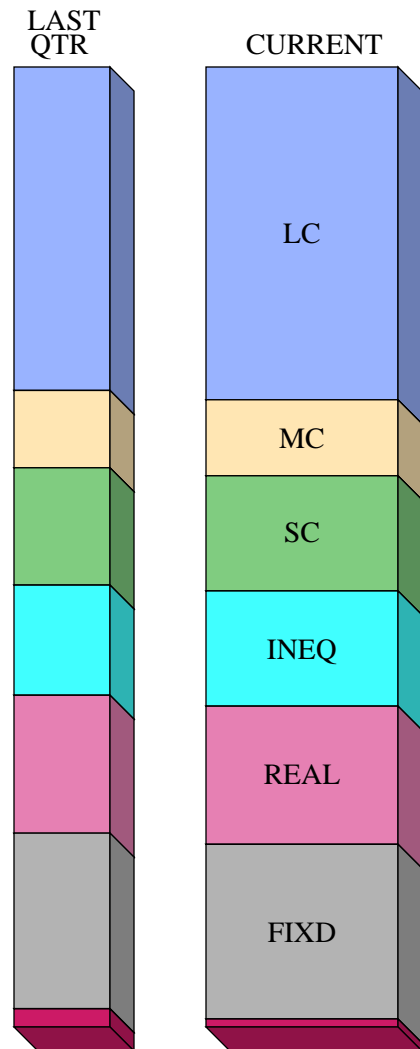 LAST
QTR
CURRENT
LC
MC
SC
INEQ
REAL
FIXD